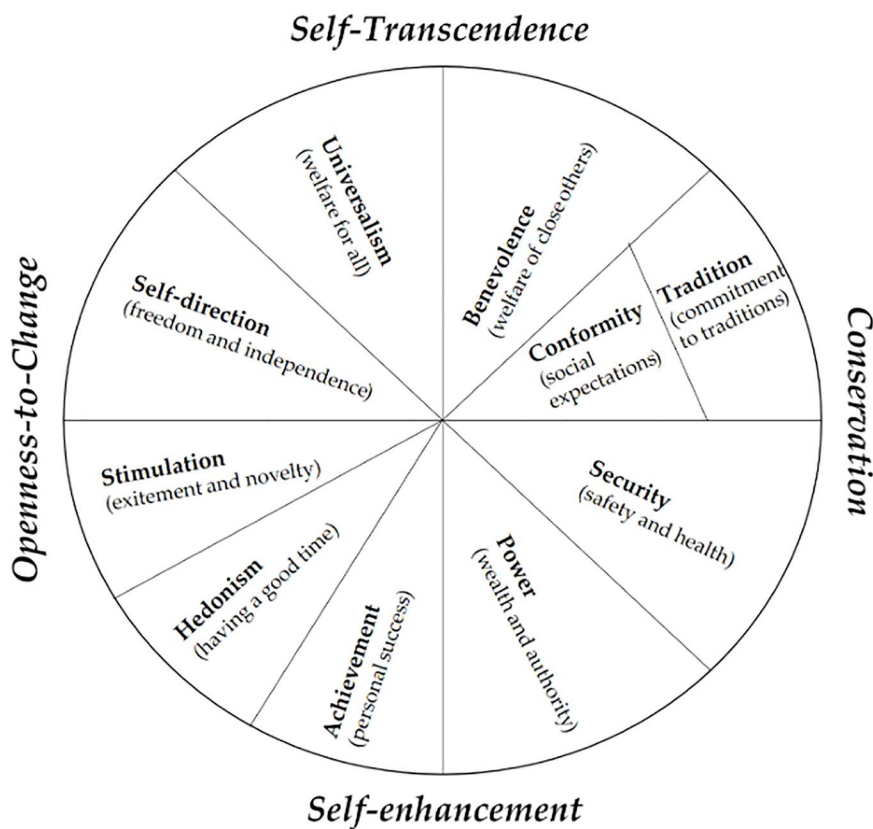 Self-Transcendence
Universalism
(welfare for all)
Benevolence
(welfare of close others)
Tradition
(commitment
to traditions)
Conformity
(social
expectations)
Self-direction
(freedom and independence)
Openness-to-Change
Conservation
Stimulation
(exitement and novelty)
Security
(safety and health)
Hedonism
(having a good time)
Power
(wealth and authority)
Achievement
(personal success)
Self-enhancement